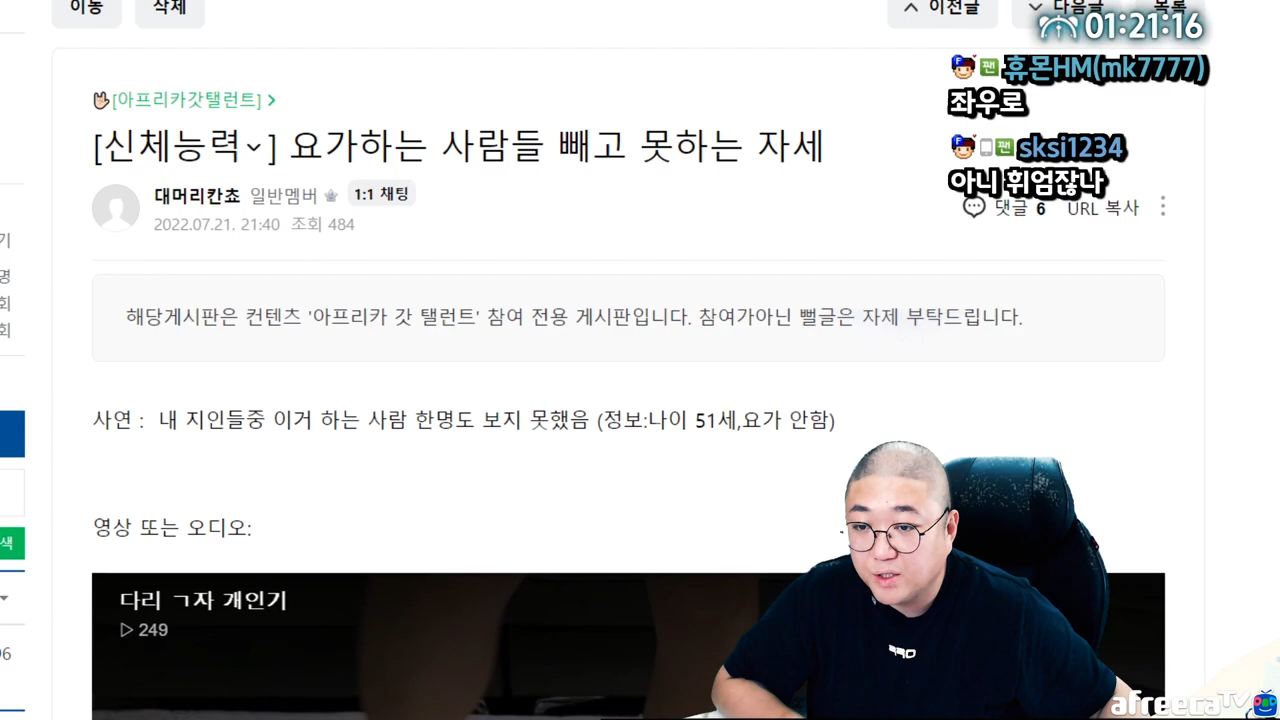 이동
삭제
이전글
다음글
목록
01:21:16
[아프리카갓탤런트]
[신체능력] 요가하는 사람들 빼고 못하는 자세
대머리칸쵸 일반멤버 1:1 채팅
2022.07.21. 21:40 조회 484
팬 휴몬HM(mk7777)
좌우로
팬 sksi1234
아니 휘엄잖나
댓글 6 URL 복사
해당게시판은 컨텐츠 '아프리카 갓 탤런트' 참여 전용 게시판입니다. 참여가아닌 뻘글은 자제 부탁드립니다.
기
명
회
회
사연 : 내 지인들중 이거 하는 사람 한명도 보지 못했음 (정보:나이 51세,요가 안함)
영상 또는 오디오:
색
다리 ㄱ자 개인기
249
afreecaTV